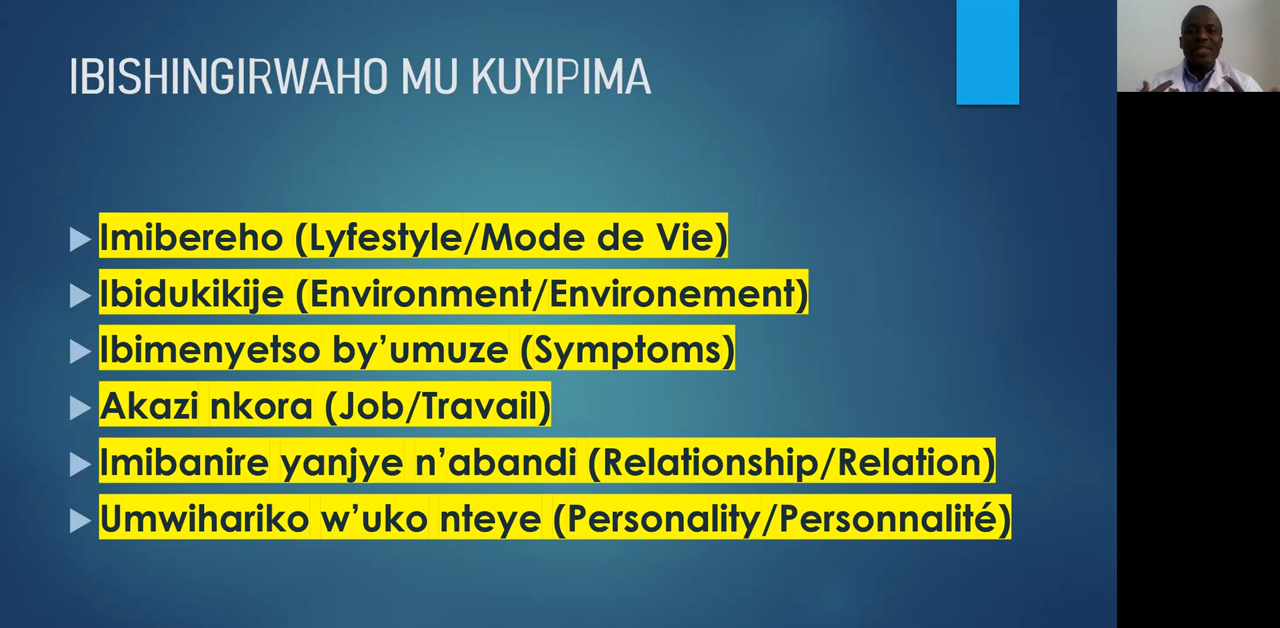 IBISHINGIRWAHO MU KUYIPIMA
Imibereho (Lyfestyle/Mode de Vie)
Ibidukikije (Environment/Environement)
Ibimenyetso by’umuze (Symptoms)
Akazi nkora (Job/Travail)
Imibanire yanjye n’abandi (Relationship/Relation)
Umwihariko w’uko nteye (Personality/Personnalité)